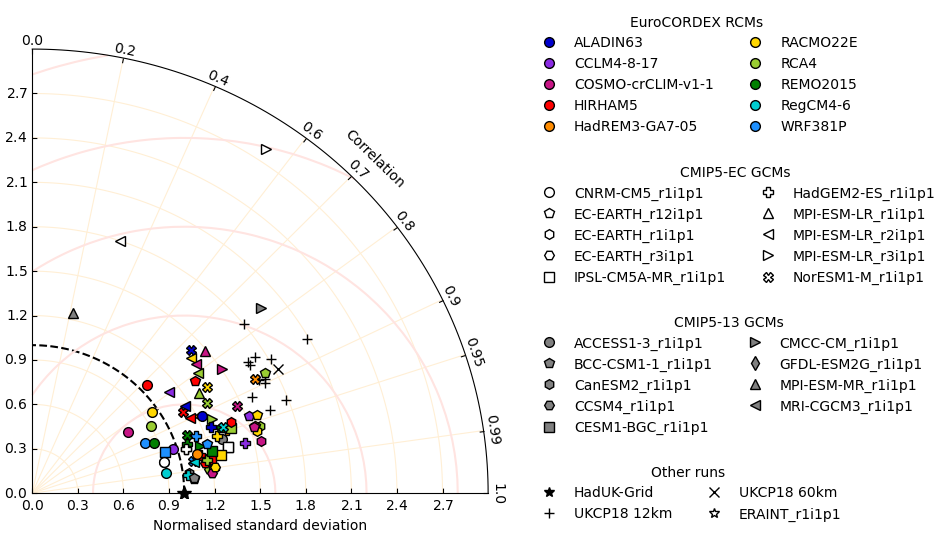 0.0
0.2
0.4
0.6
0.7
0.8
0.9
0.95
0.99
1.0
Correlation
2.7
2.4
2.1
1.8
1.5
1.2
0.9
0.6
0.3
0.0
0.0 0.3 0.6 0.9 1.2 1.5 1.8 2.1 2.4 2.7
Normalised standard deviation
EuroCORDEX RCMs
ALADIN63 RACMO22E
CCLM4-8-17 RCA4
COSMO-crCLIM-v1-1 REMO2015
HIRHAM5 RegCM4-6
HadREM3-GA7-05 WRF381P
CMIP5-EC GCMs
CNRM-CM5_r1i1p1 HadGEM2-ES_r1i1p1
EC-EARTH_r12i1p1 MPI-ESM-LR_r1i1p1
EC-EARTH_r1i1p1 MPI-ESM-LR_r2i1p1
EC-EARTH_r3i1p1 MPI-ESM-LR_r3i1p1
IPSL-CM5A-MR_r1i1p1 NorESM1-M_r1i1p1
CMIP5-13 GCMs
ACCESS1-3_r1i1p1 CMCC-CM_r1i1p1
BCC-CSM1-1_r1i1p1 GFDL-ESM2G_r1i1p1
CanESM2_r1i1p1 MPI-ESM-MR_r1i1p1
CCSM4_r1i1p1 MRI-CGCM3_r1i1p1
CESM1-BGC_r1i1p1
Other runs
HadUK-Grid UKCP18 60km
UKCP18 12km ERAINT_r1i1p1